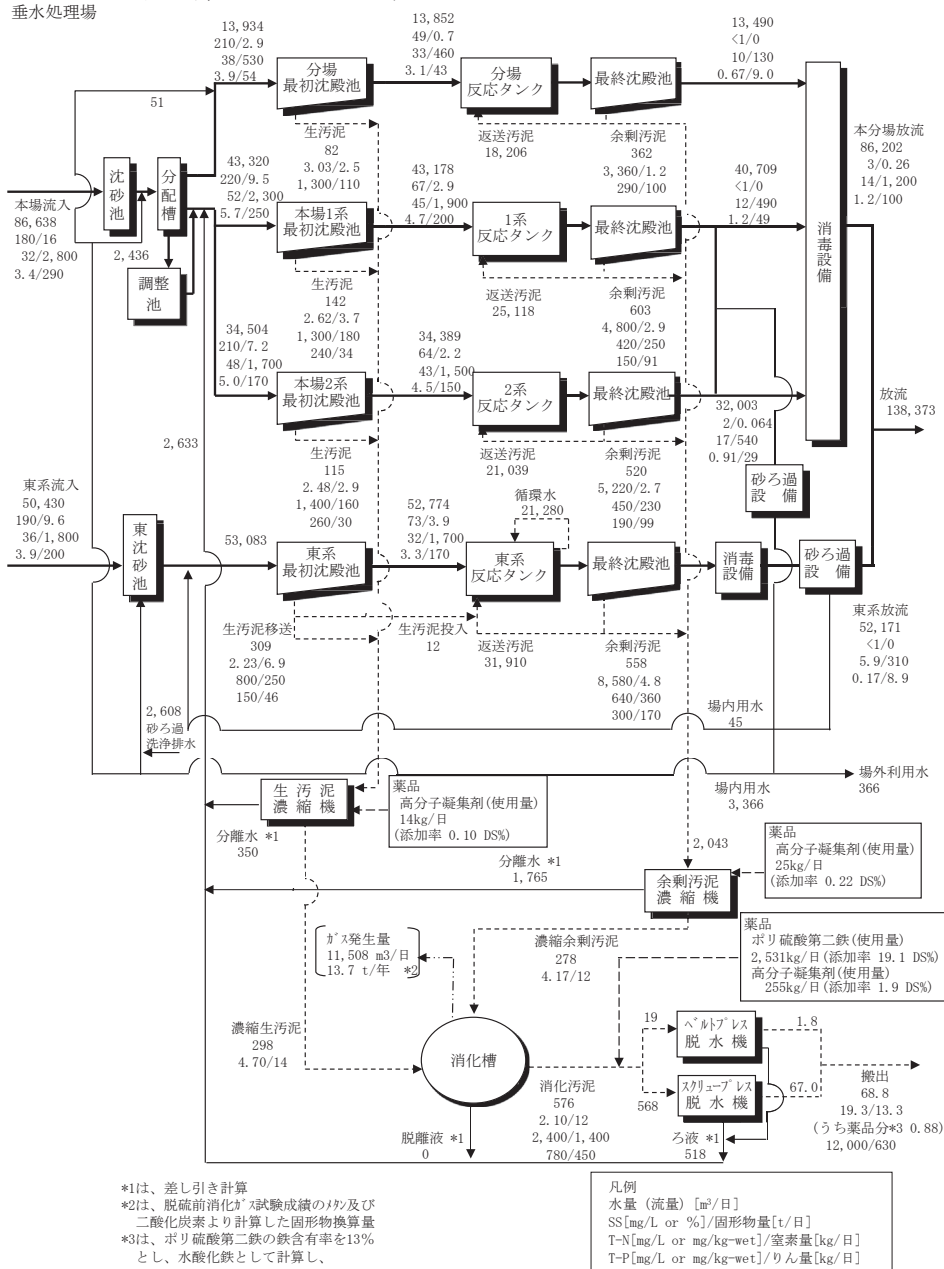 垂水処理場
13,934
210/2.9
38/530
3.9/54
分場
最初沈殿池
13,852
49/0.7
33/460
3.1/43
分場
反応タンク
最終沈殿池
13,490
<1/0
10/130
0.67/9.0
51
生汚泥
82
3.03/2.5
1,300/110
返送汚泥
18,206
余剰汚泥
362
3,360/1.2
290/100
本分場放流
86,202
3/0.26
14/1,200
1.2/100
本場流入
86,638
180/16
32/2,800
3.4/290
沈砂池
分配槽
2,436
調整池
43,320
220/9.5
52/2,300
5.7/250
本場1系
最初沈殿池
43,178
67/2.9
45/1,900
4.7/200
1系
反応タンク
最終沈殿池
40,709
<1/0
12/490
1.2/49
消毒設備
生汚泥
142
2.62/3.7
1,300/180
240/34
返送汚泥
25,118
余剰汚泥
603
4,800/2.9
420/250
150/91
34,504
210/7.2
48/1,700
5.0/170
本場2系
最初沈殿池
34,389
64/2.2
43/1,500
4.5/150
2系
反応タンク
最終沈殿池
32,003
2/0.064
17/540
0.91/29
放流
138,373
2,633
生汚泥
115
2.48/2.9
1,400/160
260/30
返送汚泥
21,039
余剰汚泥
520
5,220/2.7
450/230
190/99
砂ろ過
設　備
東系流入
50,430
190/9.6
36/1,800
3.9/200
東沈砂池
53,083
東系
最初沈殿池
52,774
73/3.9
32/1,700
3.3/170
循環水
21,280
東系
反応タンク
最終沈殿池
消毒
設備
砂ろ過
設　備
生汚泥移送
309
2.23/6.9
800/250
150/46
生汚泥投入
12
返送汚泥
31,910
余剰汚泥
558
8,580/4.8
640/360
300/170
東系放流
52,171
<1/0
5.9/310
0.17/8.9
2,608
砂ろ過
洗浄排水
場内用水
45
場外利用水
366
場内用水
3,366
生 汚 泥
濃縮機
薬品
高分子凝集剤(使用量)
14kg/日
(添加率 0.10 DS%)
分離水 *1
350
2,043
薬品
高分子凝集剤(使用量)
25kg/日
(添加率 0.22 DS%)
分離水 *1
1,765
余剰汚泥
濃縮機
ガス発生量
11,508 m3/日
13.7 t/年 *2
濃縮余剰汚泥
278
4.17/12
薬品
ポリ硫酸第二鉄(使用量)
2,531kg/日(添加率 19.1 DS%)
高分子凝集剤(使用量)
255kg/日(添加率 1.9 DS%)
濃縮生汚泥
298
4.70/14
消化槽
消化汚泥
576
2.10/12
2,400/1,400
780/450
19
ベルトプレス
脱水機
1.8
568
スクリュープレス
脱水機
67.0
搬出
68.8
19.3/13.3
(うち薬品分*3 0.88)
12,000/630
脱離液 *1
0
ろ液 *1
518
*1は、差し引き計算
*2は、脱硫前消化ガス試験成績のメタン及び
二酸化炭素より計算した固形物換算量
*3は、ポリ硫酸第二鉄の鉄含有率を13%
とし、水酸化鉄として計算し、
凡例
水量 (流量) [m³/日]
SS[mg/L or %]/固形物量[t/日]
T-N[mg/L or mg/kg-wet]/窒素量[kg/日]
T-P[mg/L or mg/kg-wet]/りん量[kg/日]